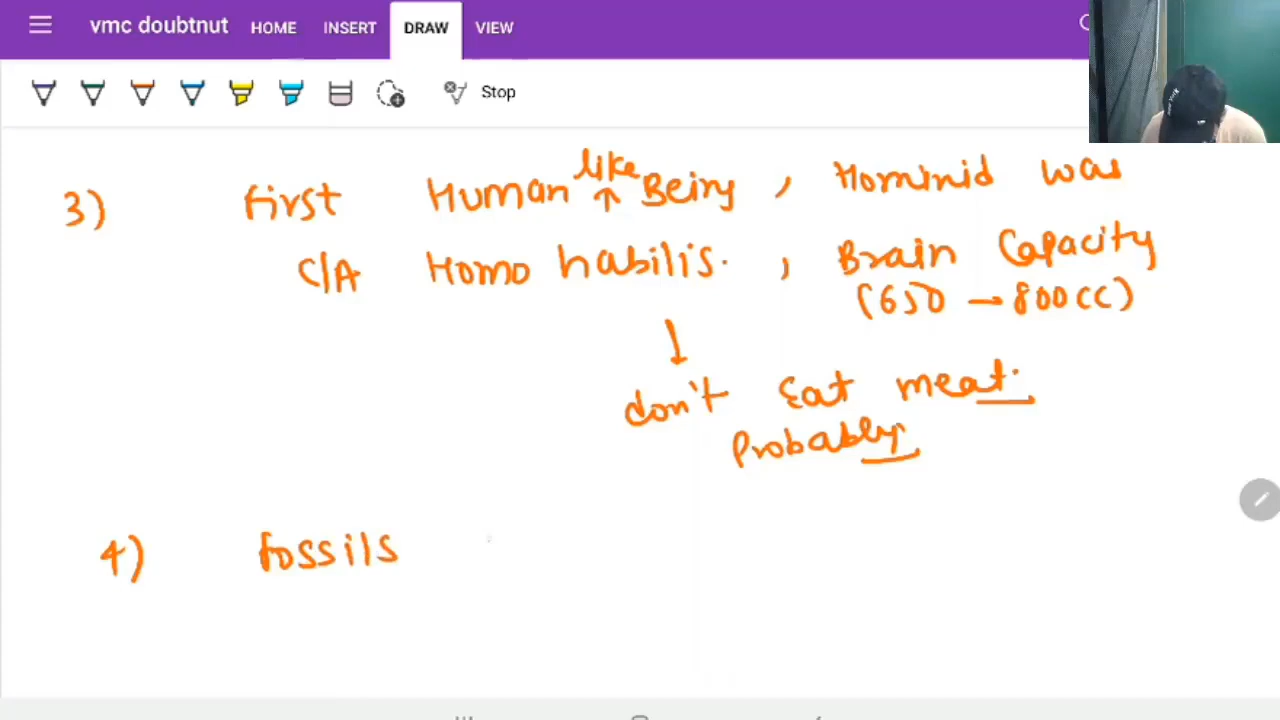 vmc doubtnut HOME INSERT DRAW VIEW
Stop
3) First Human like Being, Hominid was
C/A Homo habilis. , Brain Capacity
(650 → 800 CC)
don't Eat meat.
Probably
4) fossils